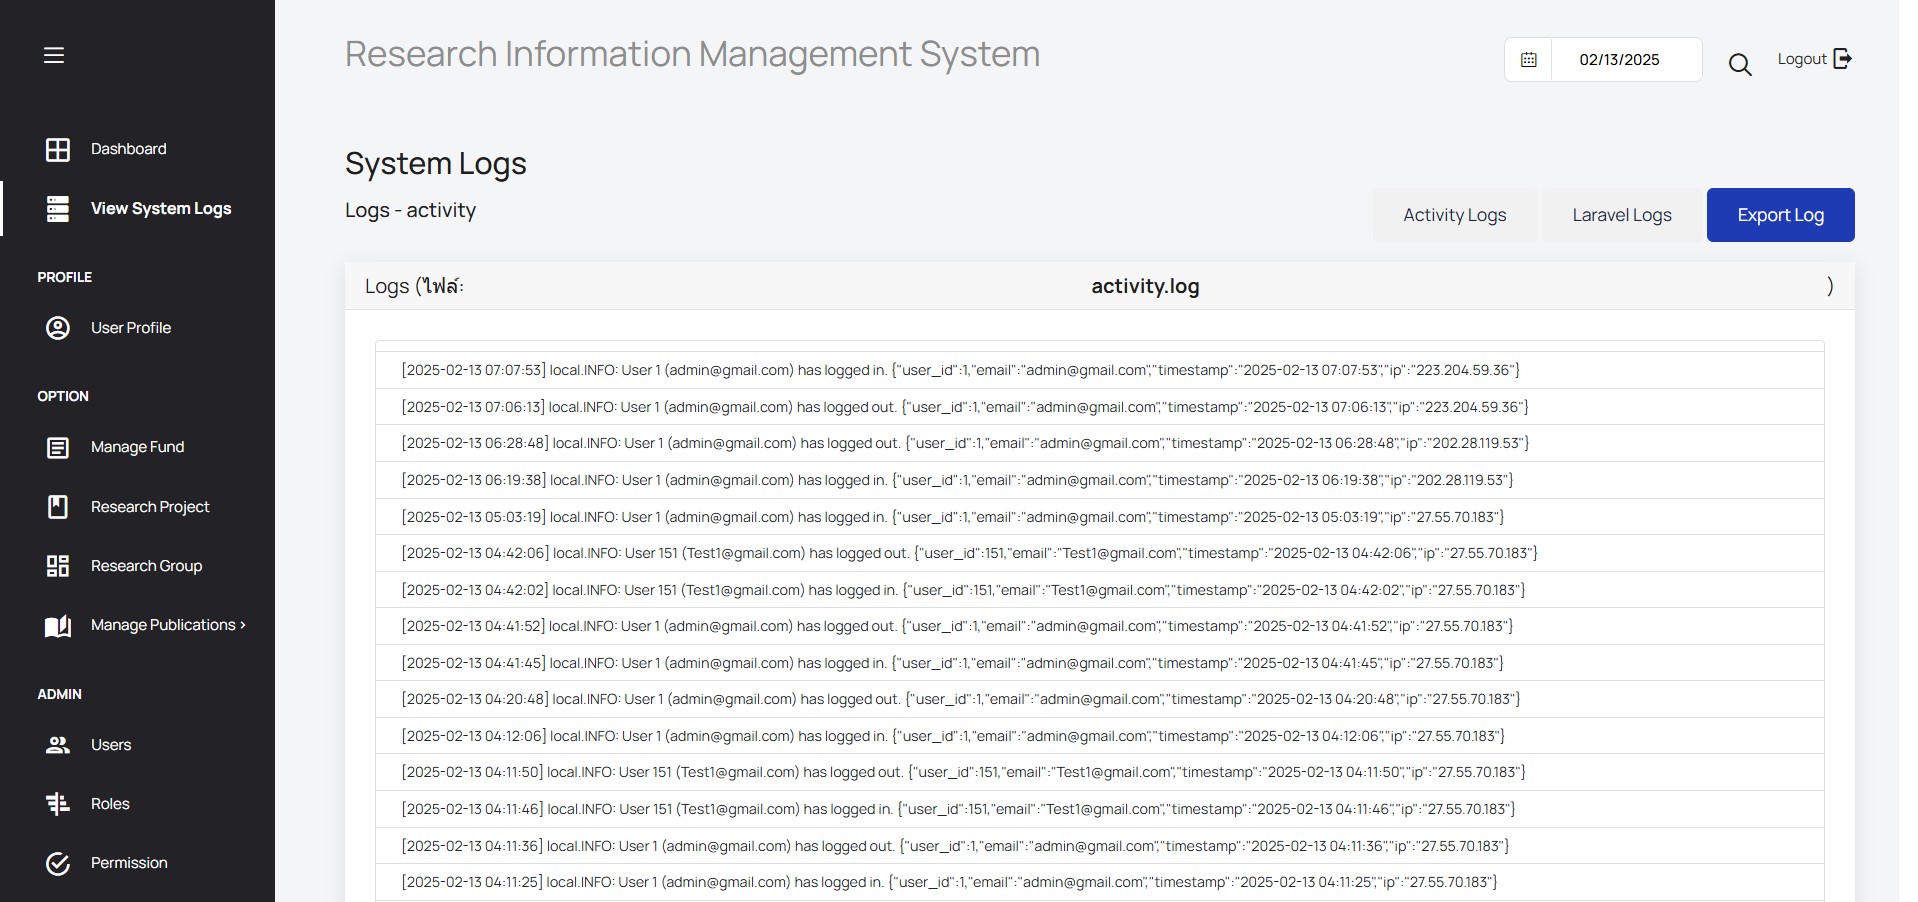 Research Information Management System
02/13/2025
Logout
Dashboard
View System Logs
PROFILE
User Profile
OPTION
Manage Fund
Research Project
Research Group
Manage Publications ›
ADMIN
Users
Roles
Permission
System Logs
Logs - activity
Activity Logs
Laravel Logs
Export Log
Logs (ไฟล์: activity.log )
[2025-02-13 07:07:53] local.INFO: User 1 (admin@gmail.com) has logged in. {"user_id":1,"email":"admin@gmail.com","timestamp":"2025-02-13 07:07:53","ip":"223.204.59.36"}
[2025-02-13 07:06:13] local.INFO: User 1 (admin@gmail.com) has logged out. {"user_id":1,"email":"admin@gmail.com","timestamp":"2025-02-13 07:06:13","ip":"223.204.59.36"}
[2025-02-13 06:28:48] local.INFO: User 1 (admin@gmail.com) has logged out. {"user_id":1,"email":"admin@gmail.com","timestamp":"2025-02-13 06:28:48","ip":"202.28.119.53"}
[2025-02-13 06:19:38] local.INFO: User 1 (admin@gmail.com) has logged in. {"user_id":1,"email":"admin@gmail.com","timestamp":"2025-02-13 06:19:38","ip":"202.28.119.53"}
[2025-02-13 05:03:19] local.INFO: User 1 (admin@gmail.com) has logged in. {"user_id":1,"email":"admin@gmail.com","timestamp":"2025-02-13 05:03:19","ip":"27.55.70.183"}
[2025-02-13 04:42:06] local.INFO: User 151 (Test1@gmail.com) has logged out. {"user_id":151,"email":"Test1@gmail.com","timestamp":"2025-02-13 04:42:06","ip":"27.55.70.183"}
[2025-02-13 04:42:02] local.INFO: User 151 (Test1@gmail.com) has logged in. {"user_id":151,"email":"Test1@gmail.com","timestamp":"2025-02-13 04:42:02","ip":"27.55.70.183"}
[2025-02-13 04:41:52] local.INFO: User 1 (admin@gmail.com) has logged out. {"user_id":1,"email":"admin@gmail.com","timestamp":"2025-02-13 04:41:52","ip":"27.55.70.183"}
[2025-02-13 04:41:45] local.INFO: User 1 (admin@gmail.com) has logged in. {"user_id":1,"email":"admin@gmail.com","timestamp":"2025-02-13 04:41:45","ip":"27.55.70.183"}
[2025-02-13 04:20:48] local.INFO: User 1 (admin@gmail.com) has logged out. {"user_id":1,"email":"admin@gmail.com","timestamp":"2025-02-13 04:20:48","ip":"27.55.70.183"}
[2025-02-13 04:12:06] local.INFO: User 1 (admin@gmail.com) has logged in. {"user_id":1,"email":"admin@gmail.com","timestamp":"2025-02-13 04:12:06","ip":"27.55.70.183"}
[2025-02-13 04:11:50] local.INFO: User 151 (Test1@gmail.com) has logged out. {"user_id":151,"email":"Test1@gmail.com","timestamp":"2025-02-13 04:11:50","ip":"27.55.70.183"}
[2025-02-13 04:11:46] local.INFO: User 151 (Test1@gmail.com) has logged in. {"user_id":151,"email":"Test1@gmail.com","timestamp":"2025-02-13 04:11:46","ip":"27.55.70.183"}
[2025-02-13 04:11:36] local.INFO: User 1 (admin@gmail.com) has logged out. {"user_id":1,"email":"admin@gmail.com","timestamp":"2025-02-13 04:11:36","ip":"27.55.70.183"}
[2025-02-13 04:11:25] local.INFO: User 1 (admin@gmail.com) has logged in. {"user_id":1,"email":"admin@gmail.com","timestamp":"2025-02-13 04:11:25","ip":"27.55.70.183"}